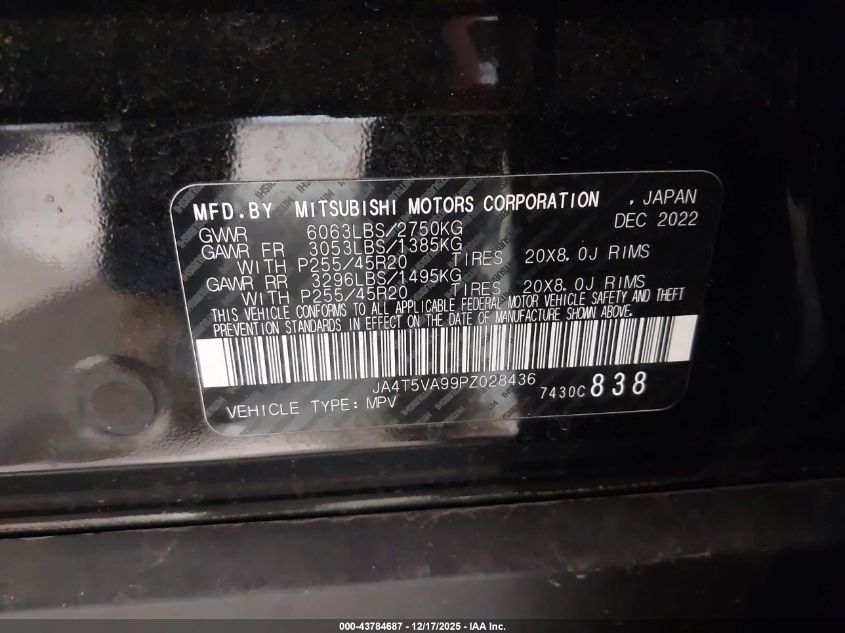 MFD.BY MITSUBISHI MOTORS CORPORATION , JAPAN
GVWR 6063LBS/2750KG DEC 2022
GAWR FR 3053LBS/1385KG
WITH P255/45R20 TIRES 20X8.0J RIMS
GAWR RR 3296LBS/1495KG
WITH P255/45R20 TIRES 20X8.0J RIMS
THIS VEHICLE CONFORMS TO ALL APPLICABLE FEDERAL MOTOR VEHICLE SAFETY AND THEFT
PREVENTION STANDARDS IN EFFECT ON THE DATE OF MANUFACTURE SHOWN ABOVE.
JA4T5VA99PZ028436
VEHICLE TYPE: MPV 7430C 838
000-43784687 - 12/17/2025 - IAA Inc.